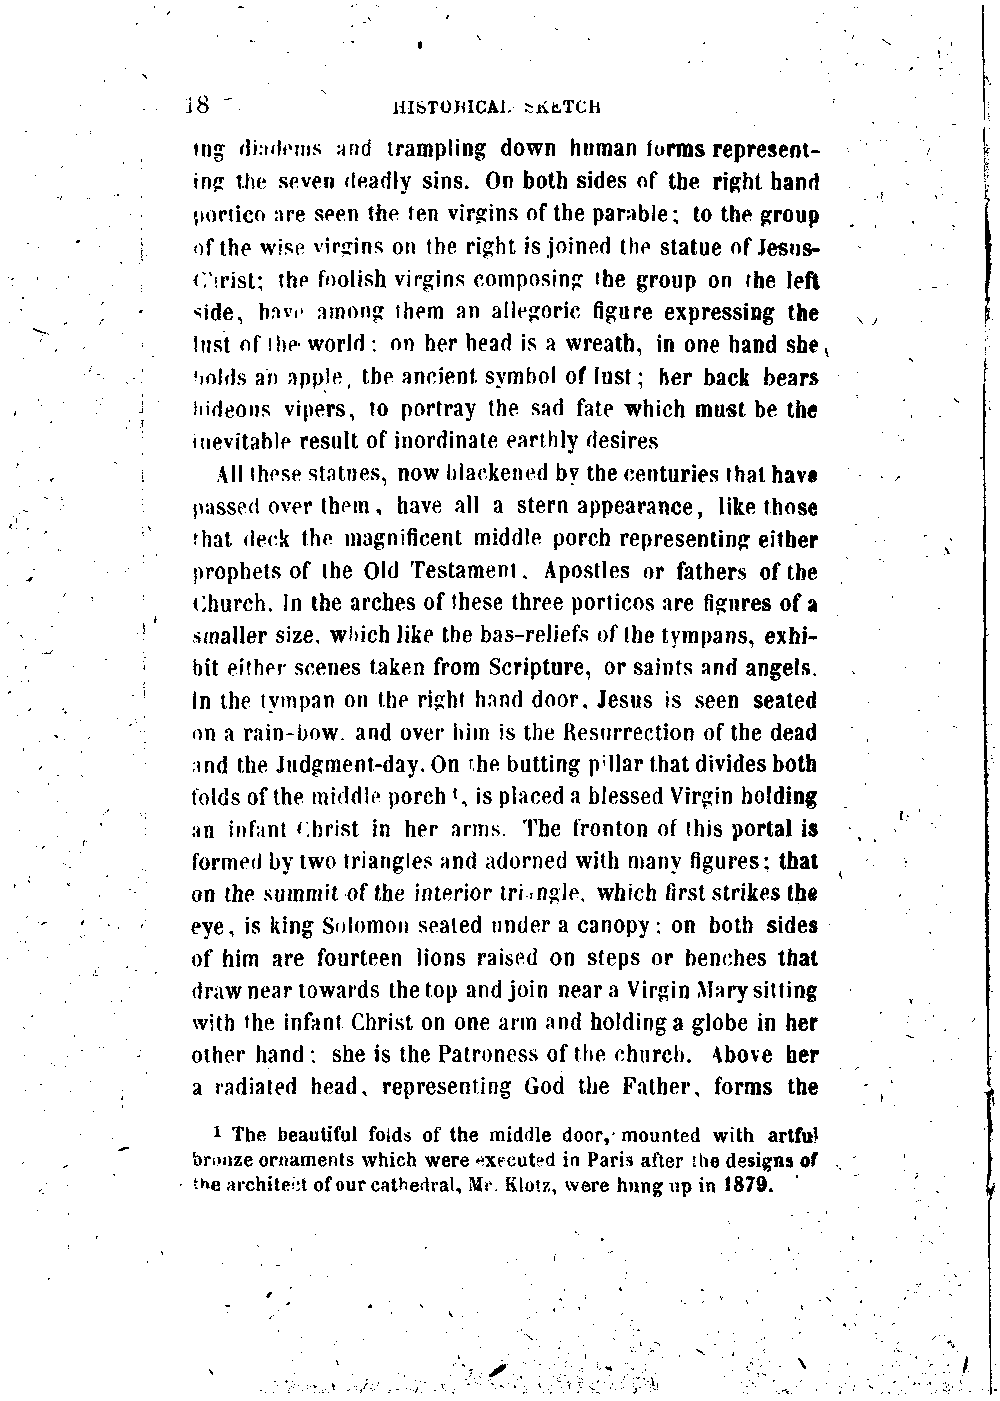 18 HISTORICAL SKETCH
ing diadems and trampling down human forms represent-
ing the seven deadly sins. On both sides of the right hand
portico are seen the ten virgins of the parable; to the group
of the wise virgins on the right is joined the statue of Jesus-
Christ; the foolish virgins composing the group on the left
side, have among them an allegoric figure expressing the
lust of the world: on her head is a wreath, in one hand she
holds an apple, the ancient symbol of lust; her back bears
hideous vipers, to portray the sad fate which must be the
inevitable result of inordinate earthly desires
All these statues, now blackened by the centuries that have
passed over them, have all a stern appearance, like those
that deck the magnificent middle porch representing either
prophets of the Old Testament, Apostles or fathers of the
Church. In the arches of these three porticos are figures of a
smaller size, which like the bas-reliefs of the tympans, exhi-
bit either scenes taken from Scripture, or saints and angels.
In the tympan on the right hand door, Jesus is seen seated
on a rain-bow, and over him is the Resurrection of the dead
and the Judgment-day. On the butting pillar that divides both
folds of the middle porch ¹, is placed a blessed Virgin holding
an infant Christ in her arms. The fronton of this portal is
formed by two triangles and adorned with many figures; that
on the summit of the interior triangle, which first strikes the
eye, is king Solomon seated under a canopy; on both sides
of him are fourteen lions raised on steps or benches that
draw near towards the top and join near a Virgin Mary sitting
with the infant Christ on one arm and holding a globe in her
other hand; she is the Patroness of the church. Above her
a radiated head, representing God the Father, forms the
1 The beautiful folds of the middle door, mounted with artful
bronze ornaments which were executed in Paris after the designs of
the architect of our cathedral, Mr. Klotz, were hung up in 1879.